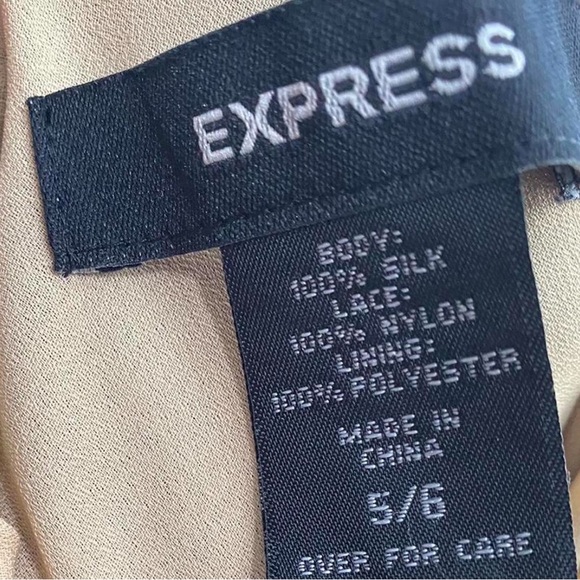 EXPRESS
BODY:
100% SILK
LACE:
100% NYLON
LINING:
100% POLYESTER
MADE IN
CHINA
5/6
OVER FOR CARE